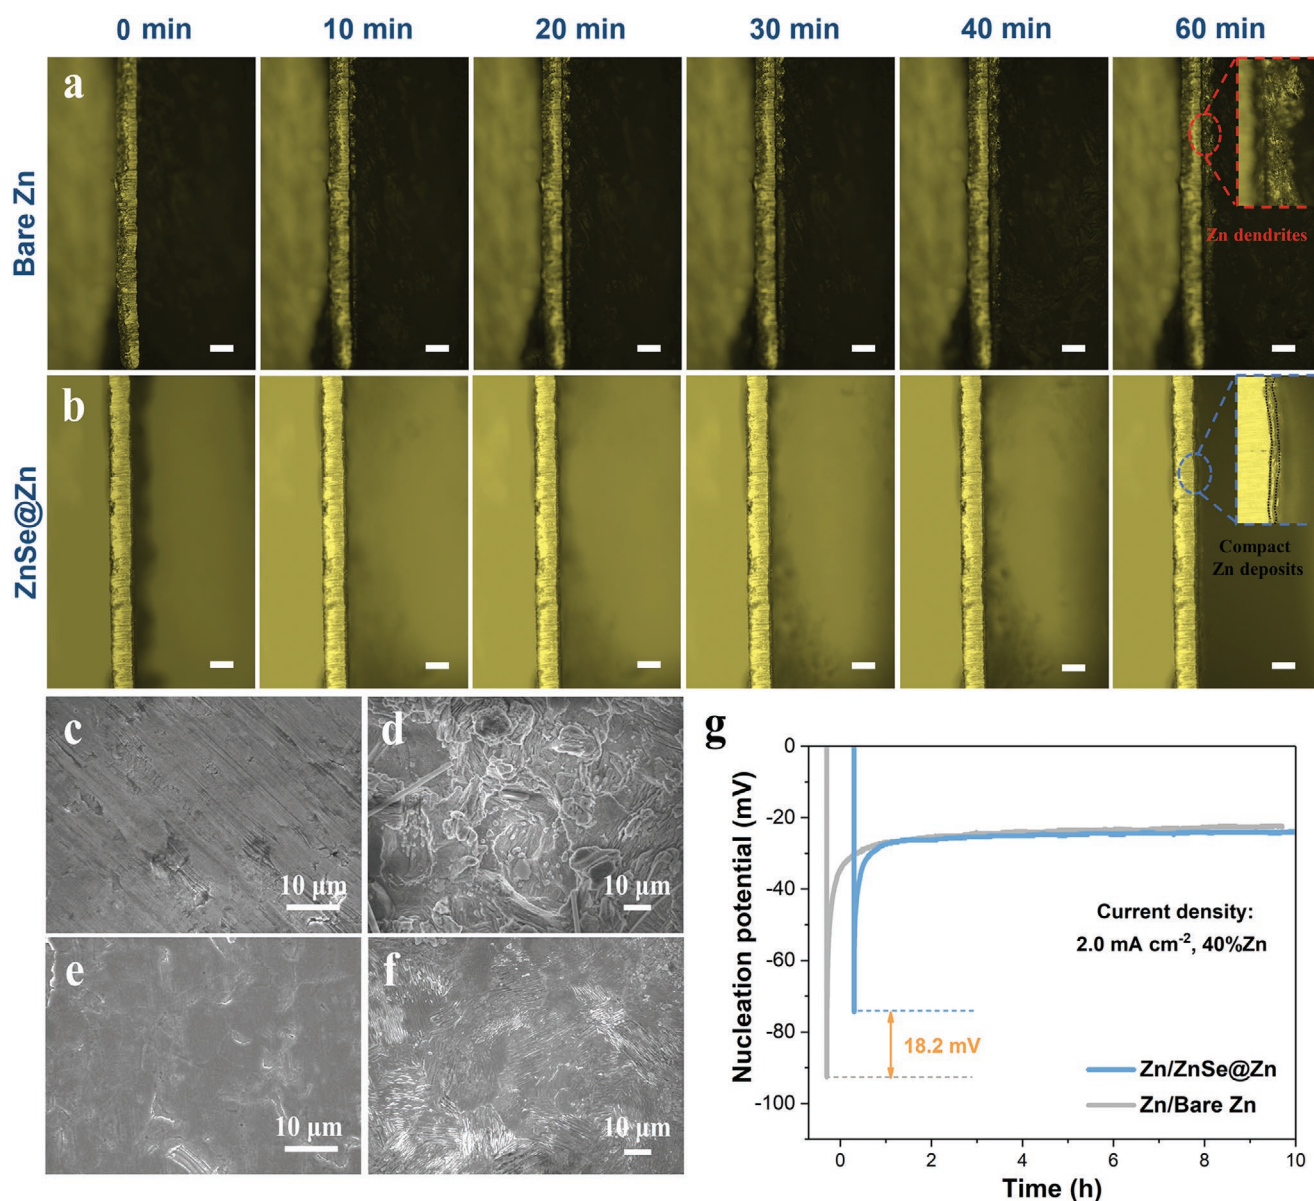 0 min
10 min
20 min
30 min
40 min
60 min
Bare Zn
a
Zn dendrites
ZnSe@Zn
b
Compact
Zn deposits
c
10 μm
d
10 μm
e
10 μm
f
10 μm
g
Nucleation potential (mV)
0
-20
-40
-60
-80
-100
Current density:
2.0 mA cm⁻², 40%Zn
18.2 mV
Zn/ZnSe@Zn
Zn/Bare Zn
0
2
4
6
8
10
Time (h)